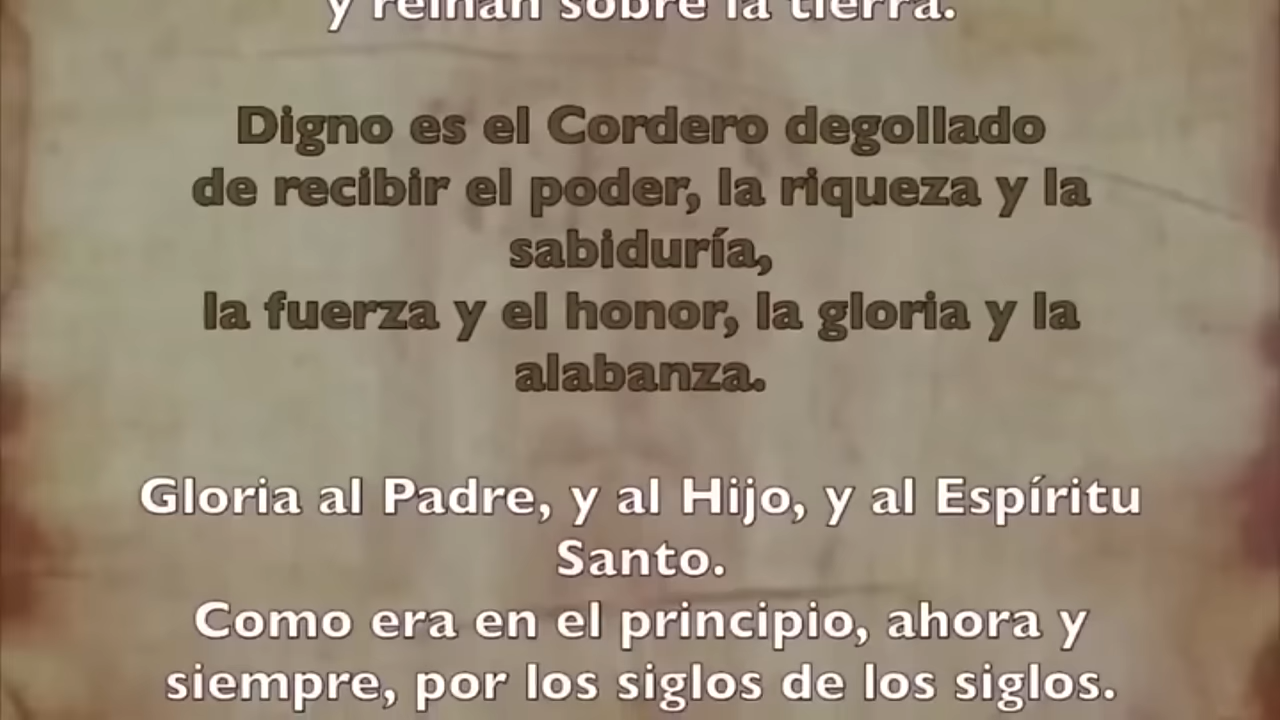 y reinan sobre la tierra.
Digno es el Cordero degollado
de recibir el poder, la riqueza y la
sabiduría,
la fuerza y el honor, la gloria y la
alabanza.
Gloria al Padre, y al Hijo, y al Espíritu
Santo.
Como era en el principio, ahora y
siempre, por los siglos de los siglos.